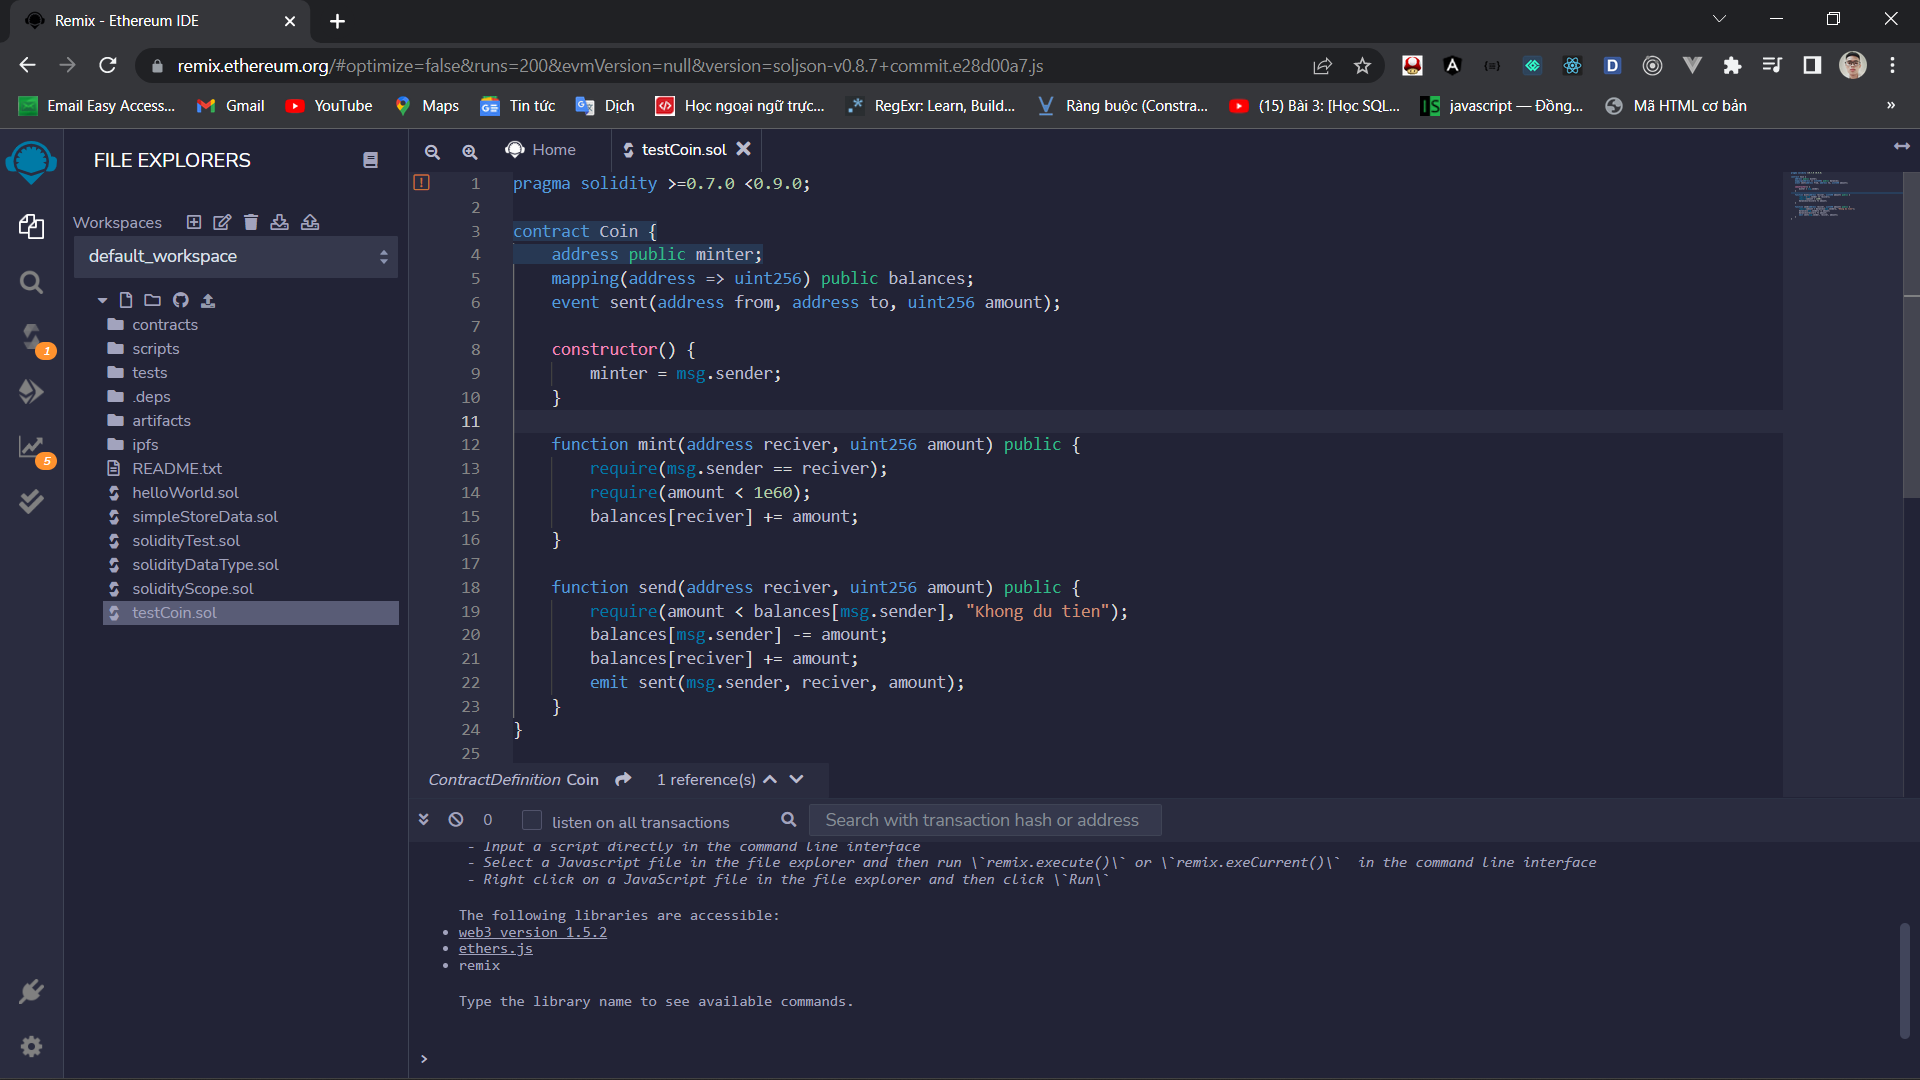 Remix - Ethereum IDE
remix.ethereum.org/#optimize=false&runs=200&evmVersion=null&version=soljson-v0.8.7+commit.e28d00a7.js
Email Easy Access...
Gmail
YouTube
Maps
Tin tức
Dịch
Học ngoại ngữ trực...
RegExr: Learn, Build...
Ràng buộc (Constra...
(15) Bài 3: [Học SQL...
javascript — Đồng...
Mã HTML cơ bản
»
FILE EXPLORERS
Workspaces
default_workspace
contracts
scripts
tests
.deps
artifacts
ipfs
README.txt
helloWorld.sol
simpleStoreData.sol
solidityTest.sol
solidityDataType.sol
solidityScope.sol
testCoin.sol
1
5
Home
testCoin.sol
1 pragma solidity >=0.7.0 <0.9.0;
2
3 contract Coin {
4 address public minter;
5 mapping(address => uint256) public balances;
6 event sent(address from, address to, uint256 amount);
7
8 constructor() {
9 minter = msg.sender;
10 }
11
12 function mint(address reciver, uint256 amount) public {
13 require(msg.sender == reciver);
14 require(amount < 1e60);
15 balances[reciver] += amount;
16 }
17
18 function send(address reciver, uint256 amount) public {
19 require(amount < balances[msg.sender], "Khong du tien");
20 balances[msg.sender] -= amount;
21 balances[reciver] += amount;
22 emit sent(msg.sender, reciver, amount);
23 }
24 }
25
ContractDefinition Coin 1 reference(s)
0 listen on all transactions Search with transaction hash or address
- Input a script directly in the command line interface
- Select a Javascript file in the file explorer and then run \`remix.execute()\` or \`remix.exeCurrent()\` in the command line interface
- Right click on a JavaScript file in the file explorer and then click \`Run\`
The following libraries are accessible:
• web3 version 1.5.2
• ethers.js
• remix
Type the library name to see available commands.
>